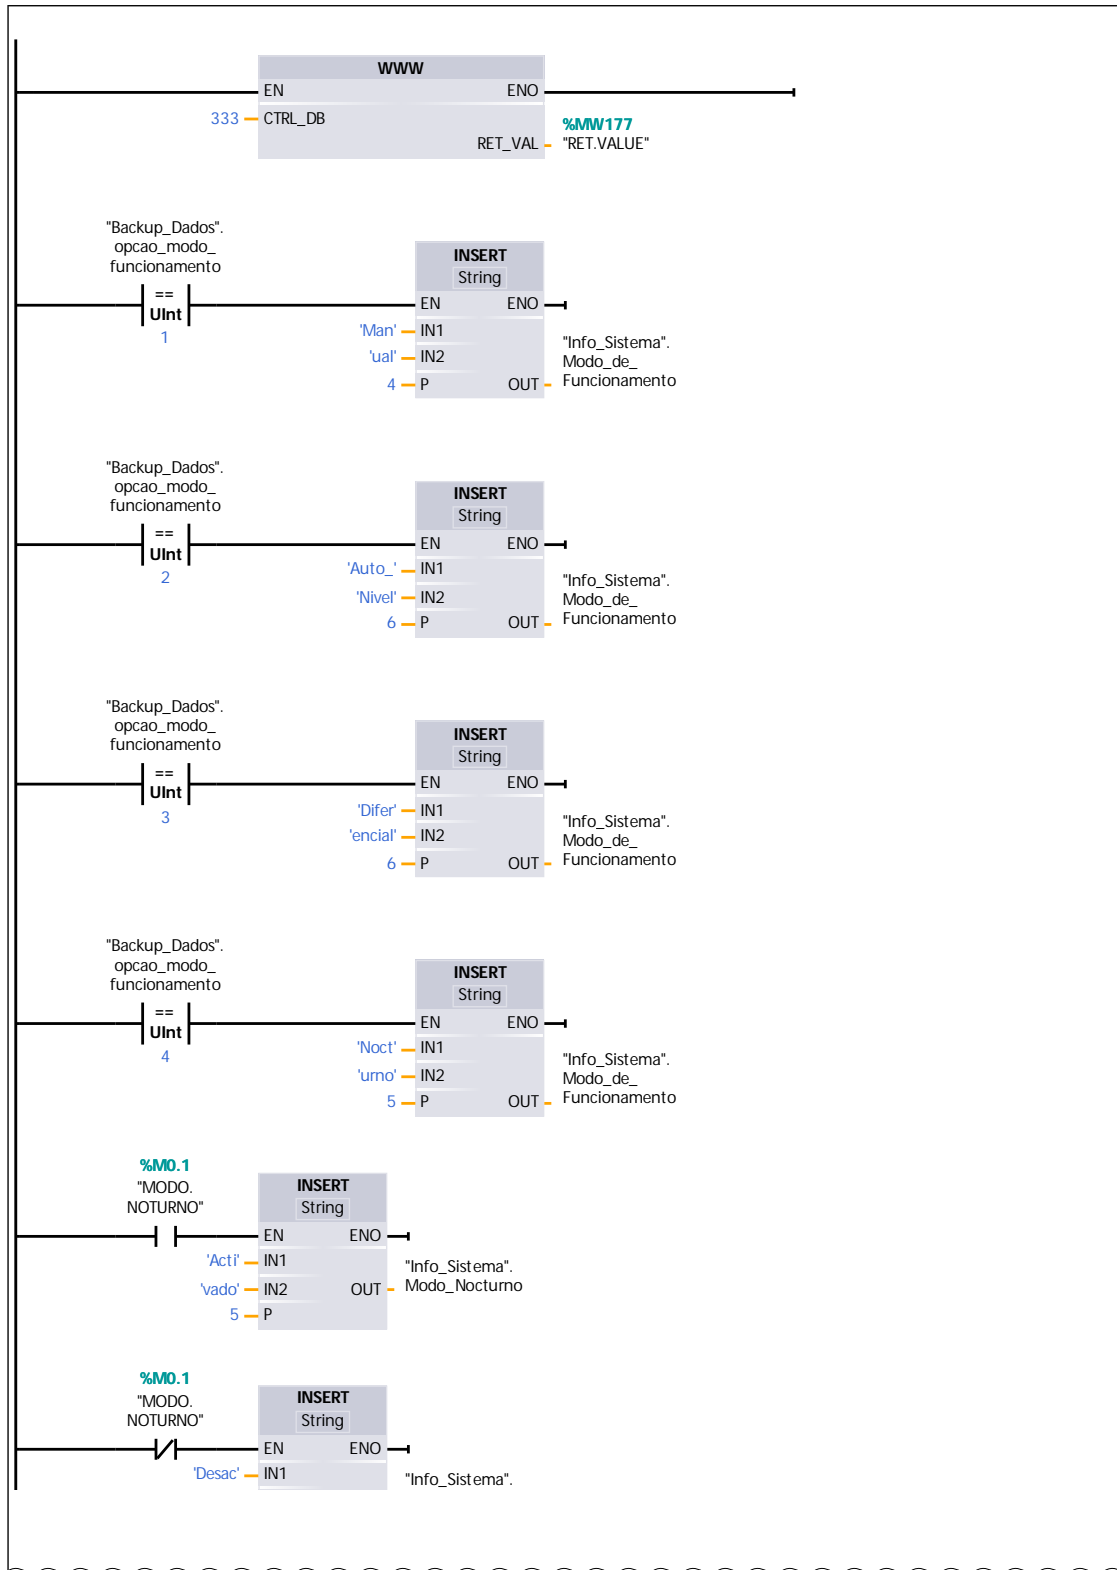 WWW
EN ENO
333 CTRL_DB
%MW177
RET_VAL "RET.VALUE"
"Backup_Dados".
opcao_modo_
funcionamento
==
UInt
1
INSERT
String
EN ENO
'Man' IN1
'ual' IN2
4 P OUT
"Info_Sistema".
Modo_de_
Funcionamento
"Backup_Dados".
opcao_modo_
funcionamento
==
UInt
2
INSERT
String
EN ENO
'Auto_' IN1
'Nivel' IN2
6 P OUT
"Info_Sistema".
Modo_de_
Funcionamento
"Backup_Dados".
opcao_modo_
funcionamento
==
UInt
3
INSERT
String
EN ENO
'Difer' IN1
'encial' IN2
6 P OUT
"Info_Sistema".
Modo_de_
Funcionamento
"Backup_Dados".
opcao_modo_
funcionamento
==
UInt
4
INSERT
String
EN ENO
'Noct' IN1
'urno' IN2
5 P OUT
"Info_Sistema".
Modo_de_
Funcionamento
%M0.1
"MODO.
NOTURNO"
INSERT
String
EN ENO
'Acti' IN1
'vado' IN2 OUT
5 P
"Info_Sistema".
Modo_Nocturno
%M0.1
"MODO.
NOTURNO"
INSERT
String
EN ENO
'Desac' IN1
"Info_Sistema".